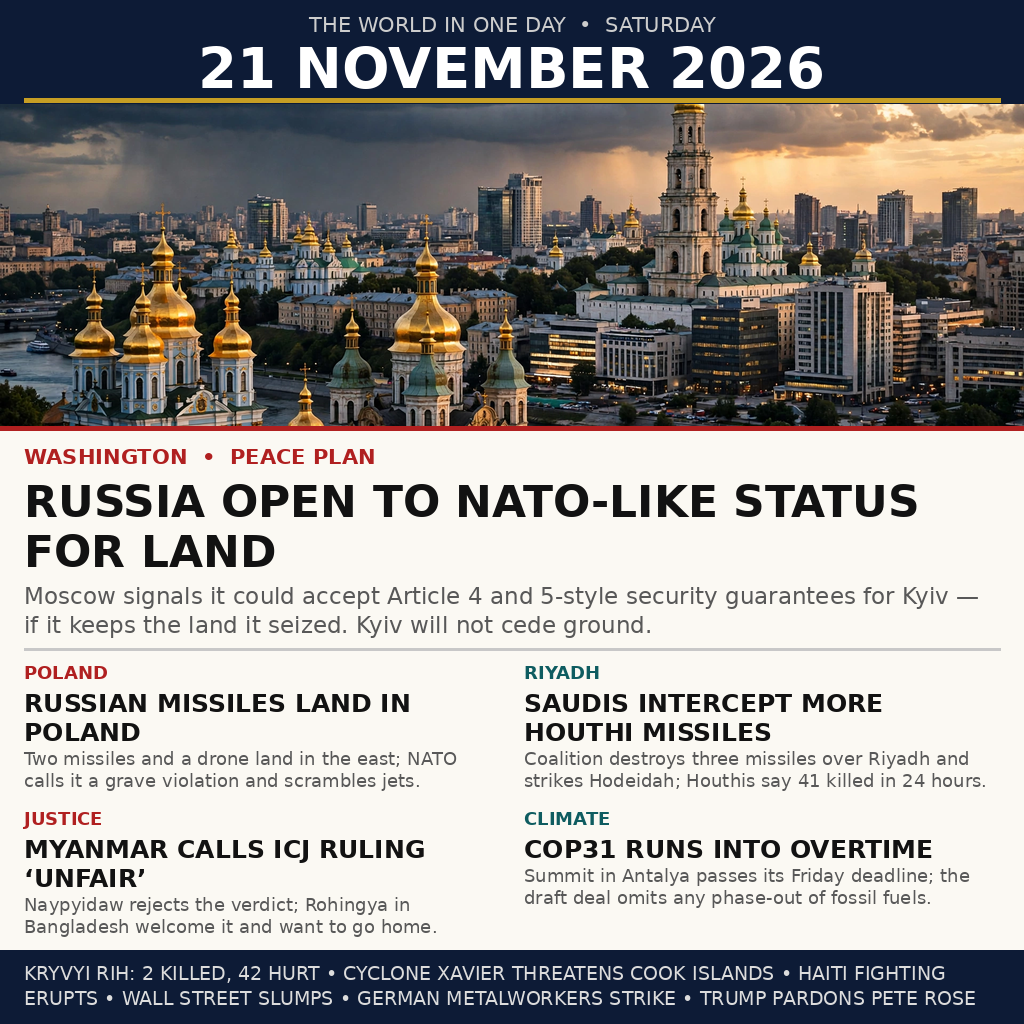 THE WORLD IN ONE DAY • SATURDAY
21 NOVEMBER 2026
WASHINGTON • PEACE PLAN
RUSSIA OPEN TO NATO-LIKE STATUS
FOR LAND
Moscow signals it could accept Article 4 and 5-style security guarantees for Kyiv —
if it keeps the land it seized. Kyiv will not cede ground.
POLAND
RUSSIAN MISSILES LAND IN
POLAND
Two missiles and a drone land in the east; NATO
calls it a grave violation and scrambles jets.
RIYADH
SAUDIS INTERCEPT MORE
HOUTHI MISSILES
Coalition destroys three missiles over Riyadh and
strikes Hodeidah; Houthis say 41 killed in 24 hours.
JUSTICE
MYANMAR CALLS ICJ RULING
‘UNFAIR’
Naypyidaw rejects the verdict; Rohingya in
Bangladesh welcome it and want to go home.
CLIMATE
COP31 RUNS INTO OVERTIME
Summit in Antalya passes its Friday deadline; the
draft deal omits any phase-out of fossil fuels.
KRYVYI RIH: 2 KILLED, 42 HURT • CYCLONE XAVIER THREATENS COOK ISLANDS • HAITI FIGHTING
ERUPTS • WALL STREET SLUMPS • GERMAN METALWORKERS STRIKE • TRUMP PARDONS PETE ROSE